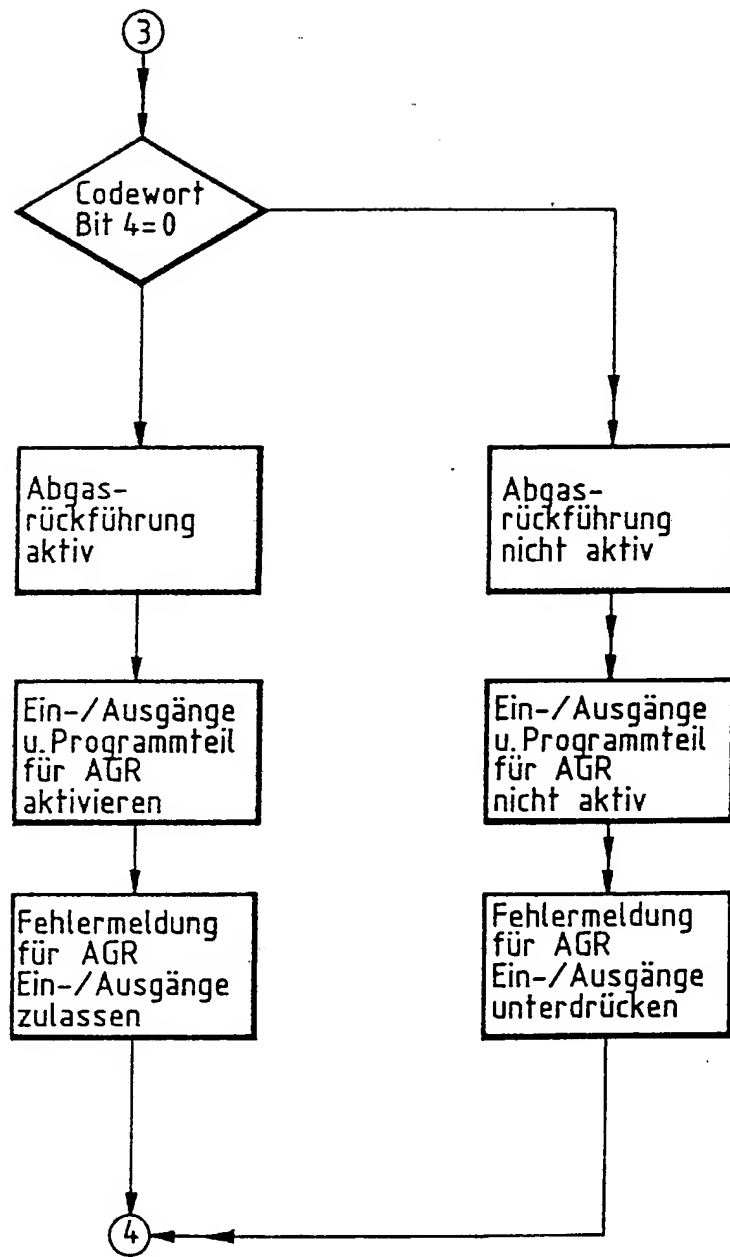 3
Codewort
Bit 4=0
Abgas-
rückführung
aktiv
Abgas-
rückführung
nicht aktiv
Ein-/Ausgänge
u. Programmteil
für AGR
aktivieren
Ein-/Ausgänge
u. Programmteil
für AGR
nicht aktiv
Fehlermeldung
für AGR
Ein-/Ausgänge
zulassen
Fehlermeldung
für AGR
Ein-/Ausgänge
unterdrücken
4